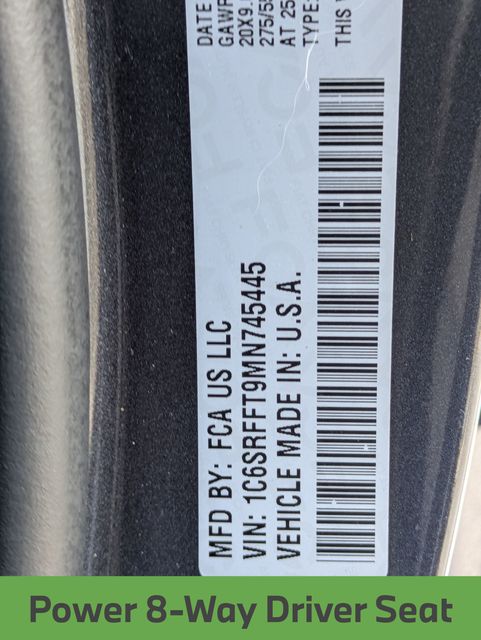 MFD BY: FCA US LLC
VIN: 1C6SRFFT9MN745445
VEHICLE MADE IN: U.S.A.
DATE
GAWR
20X9.
275/55
AT 25
TYPE:
THIS V
Power 8-Way Driver Seat